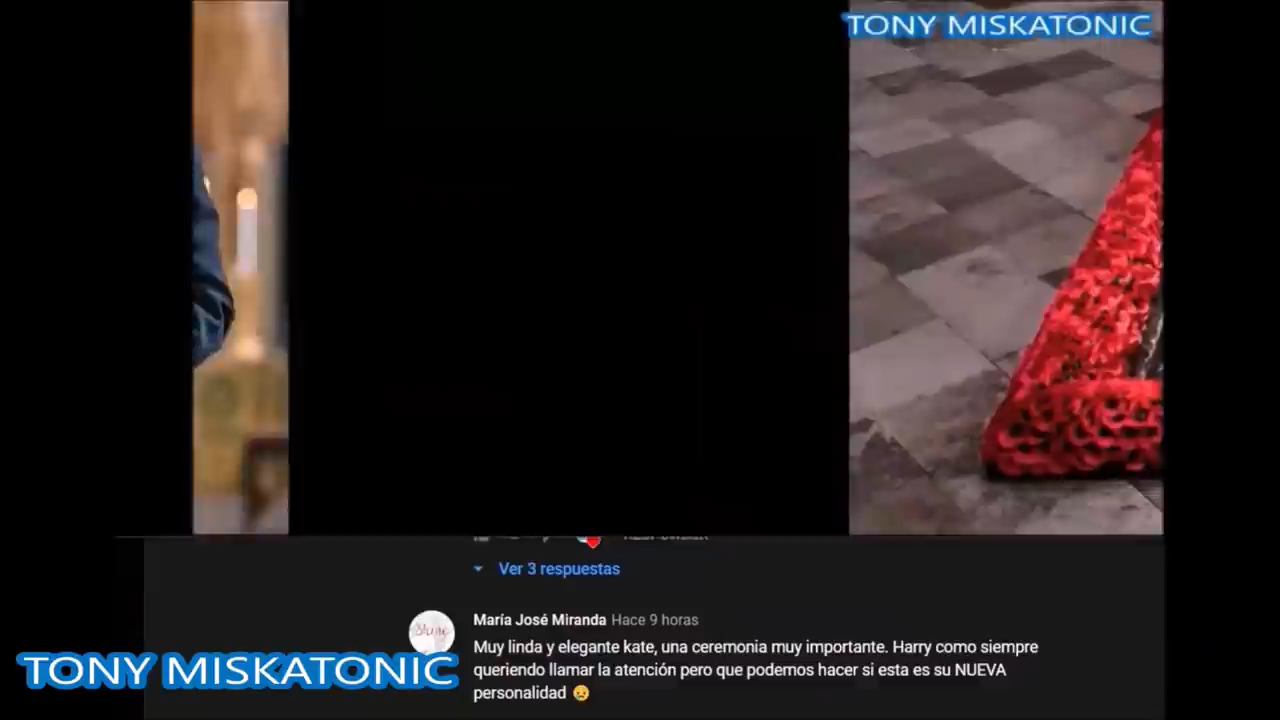 TONY MISKATONIC
Ver 3 respuestas
María José Miranda Hace 9 horas
Muy linda y elegante kate, una ceremonia muy importante. Harry como siempre
queriendo llamar la atención pero que podemos hacer si esta es su NUEVA
personalidad 😢
TONY MISKATONIC